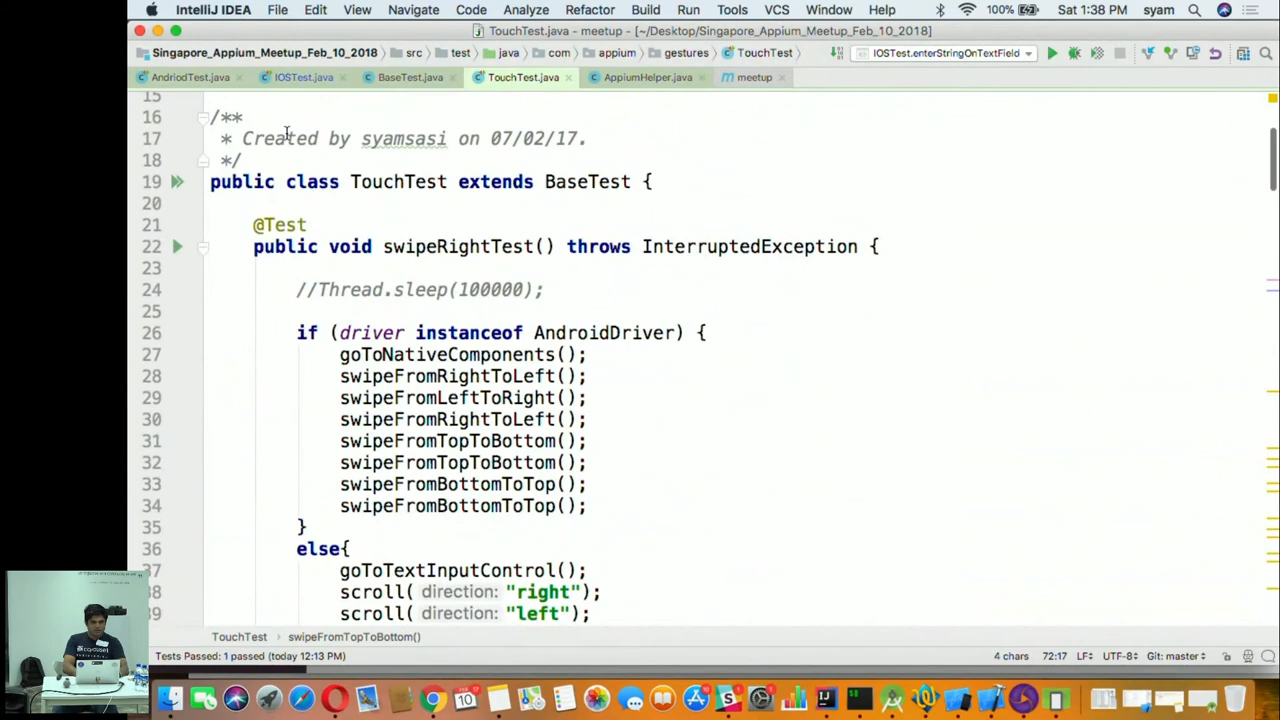 IntelliJ IDEA File Edit View Navigate Code Analyze Refactor Build Run Tools VCS Window Help 100% Sat 1:38 PM syam
TouchTest.java - meetup - [~/Desktop/Singapore_Appium_Meetup_Feb_10_2018]
Singapore_Appium_Meetup_Feb_10_2018 src test java com appium gestures TouchTest IOSTest.enterStringOnTextField
AndriodTest.java IOSTest.java BaseTest.java TouchTest.java AppiumHelper.java m meetup
15
16 /**
17 * Created by syamsasi on 07/02/17.
18 */
19 public class TouchTest extends BaseTest {
20
21 @Test
22 public void swipeRightTest() throws InterruptedException {
23
24 //Thread.sleep(100000);
25
26 if (driver instanceof AndroidDriver) {
27 goToNativeComponents();
28 swipeFromRightToLeft();
29 swipeFromLeftToRight();
30 swipeFromRightToLeft();
31 swipeFromTopToBottom();
32 swipeFromTopToBottom();
33 swipeFromBottomToTop();
34 swipeFromBottomToTop();
35 }
36 else{
37 goToTextInputControl();
38 scroll( direction: "right");
39 scroll( direction: "left");
TouchTest swipeFromTopToBottom()
Tests Passed: 1 passed (today 12:13 PM) 4 chars 72:17 LF÷ UTF-8÷ Git: master÷